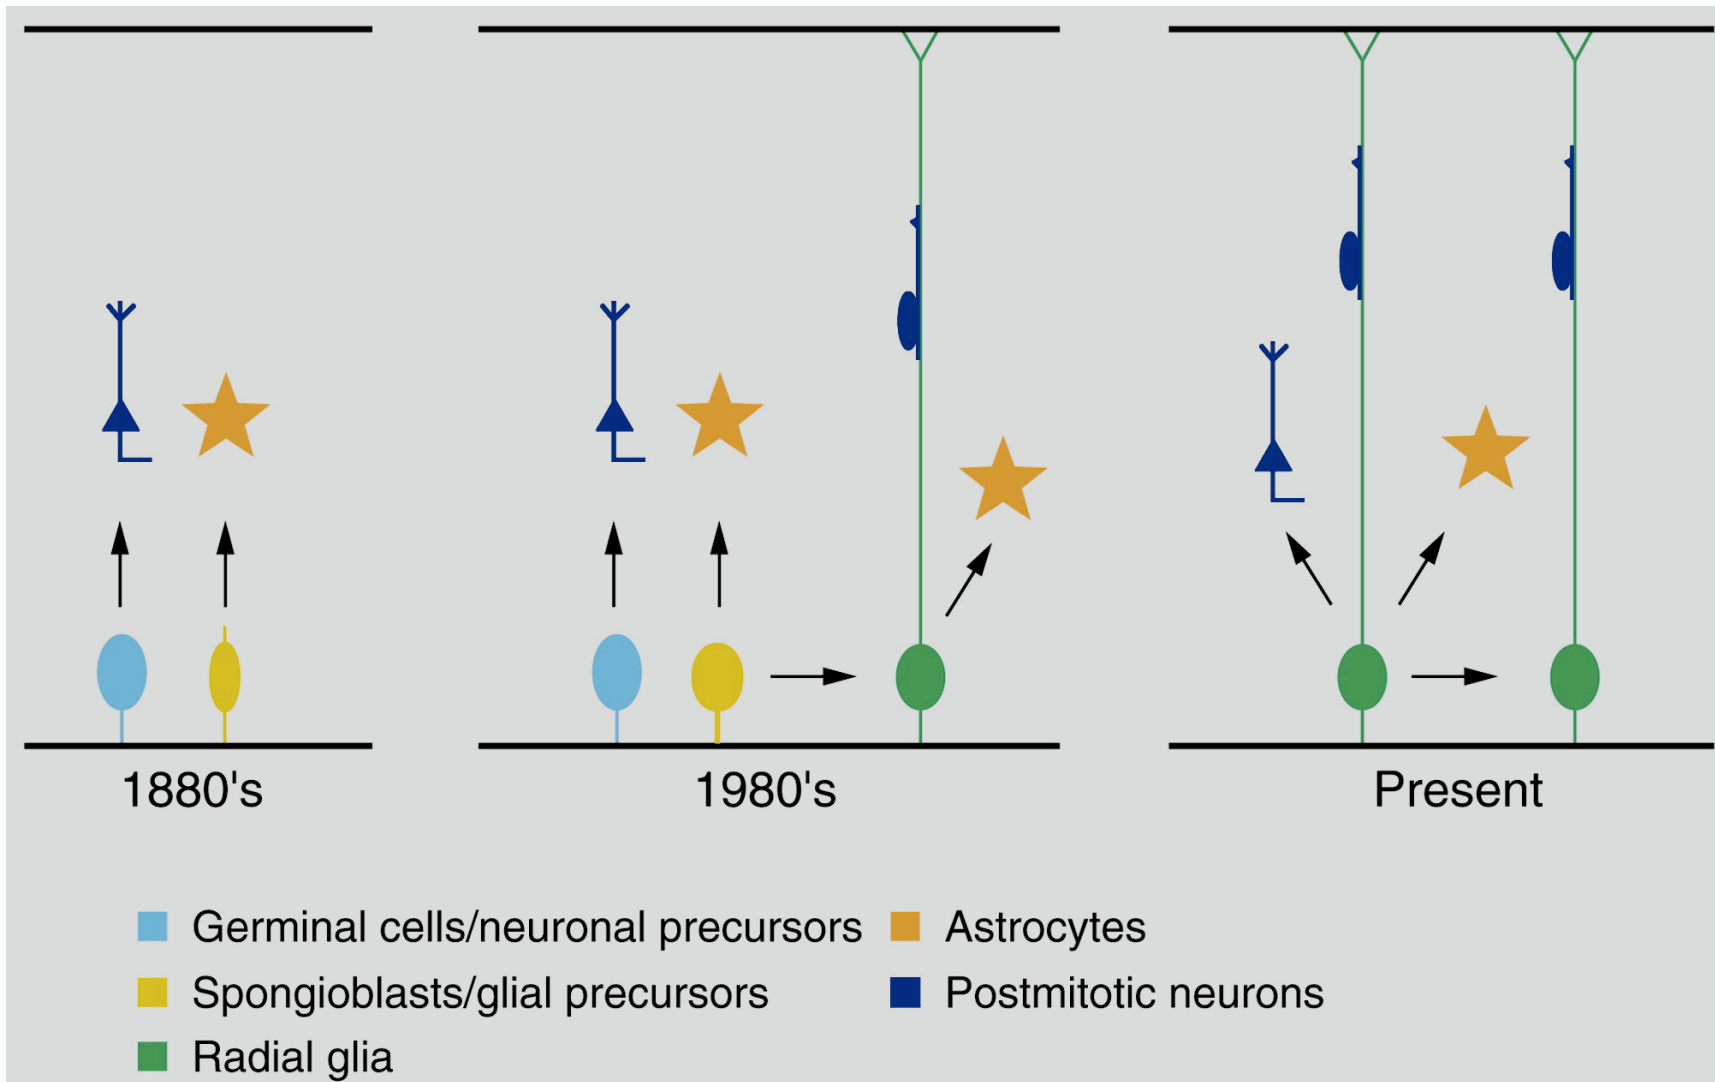 1880's
1980's
Present
Germinal cells/neuronal precursors
Astrocytes
Spongioblasts/glial precursors
Postmitotic neurons
Radial glia